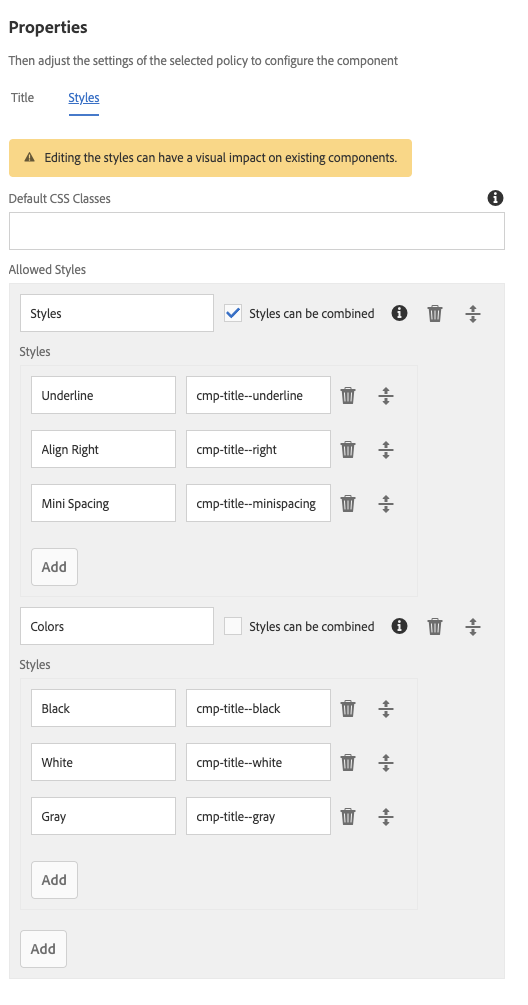 Properties
Then adjust the settings of the selected policy to configure the component
Title Styles
Editing the styles can have a visual impact on existing components.
Default CSS Classes
Allowed Styles
Styles Styles can be combined
Styles
Underline cmp-title--underline
Align Right cmp-title--right
Mini Spacing cmp-title--minispacing
Add
Colors Styles can be combined
Styles
Black cmp-title--black
White cmp-title--white
Gray cmp-title--gray
Add
Add